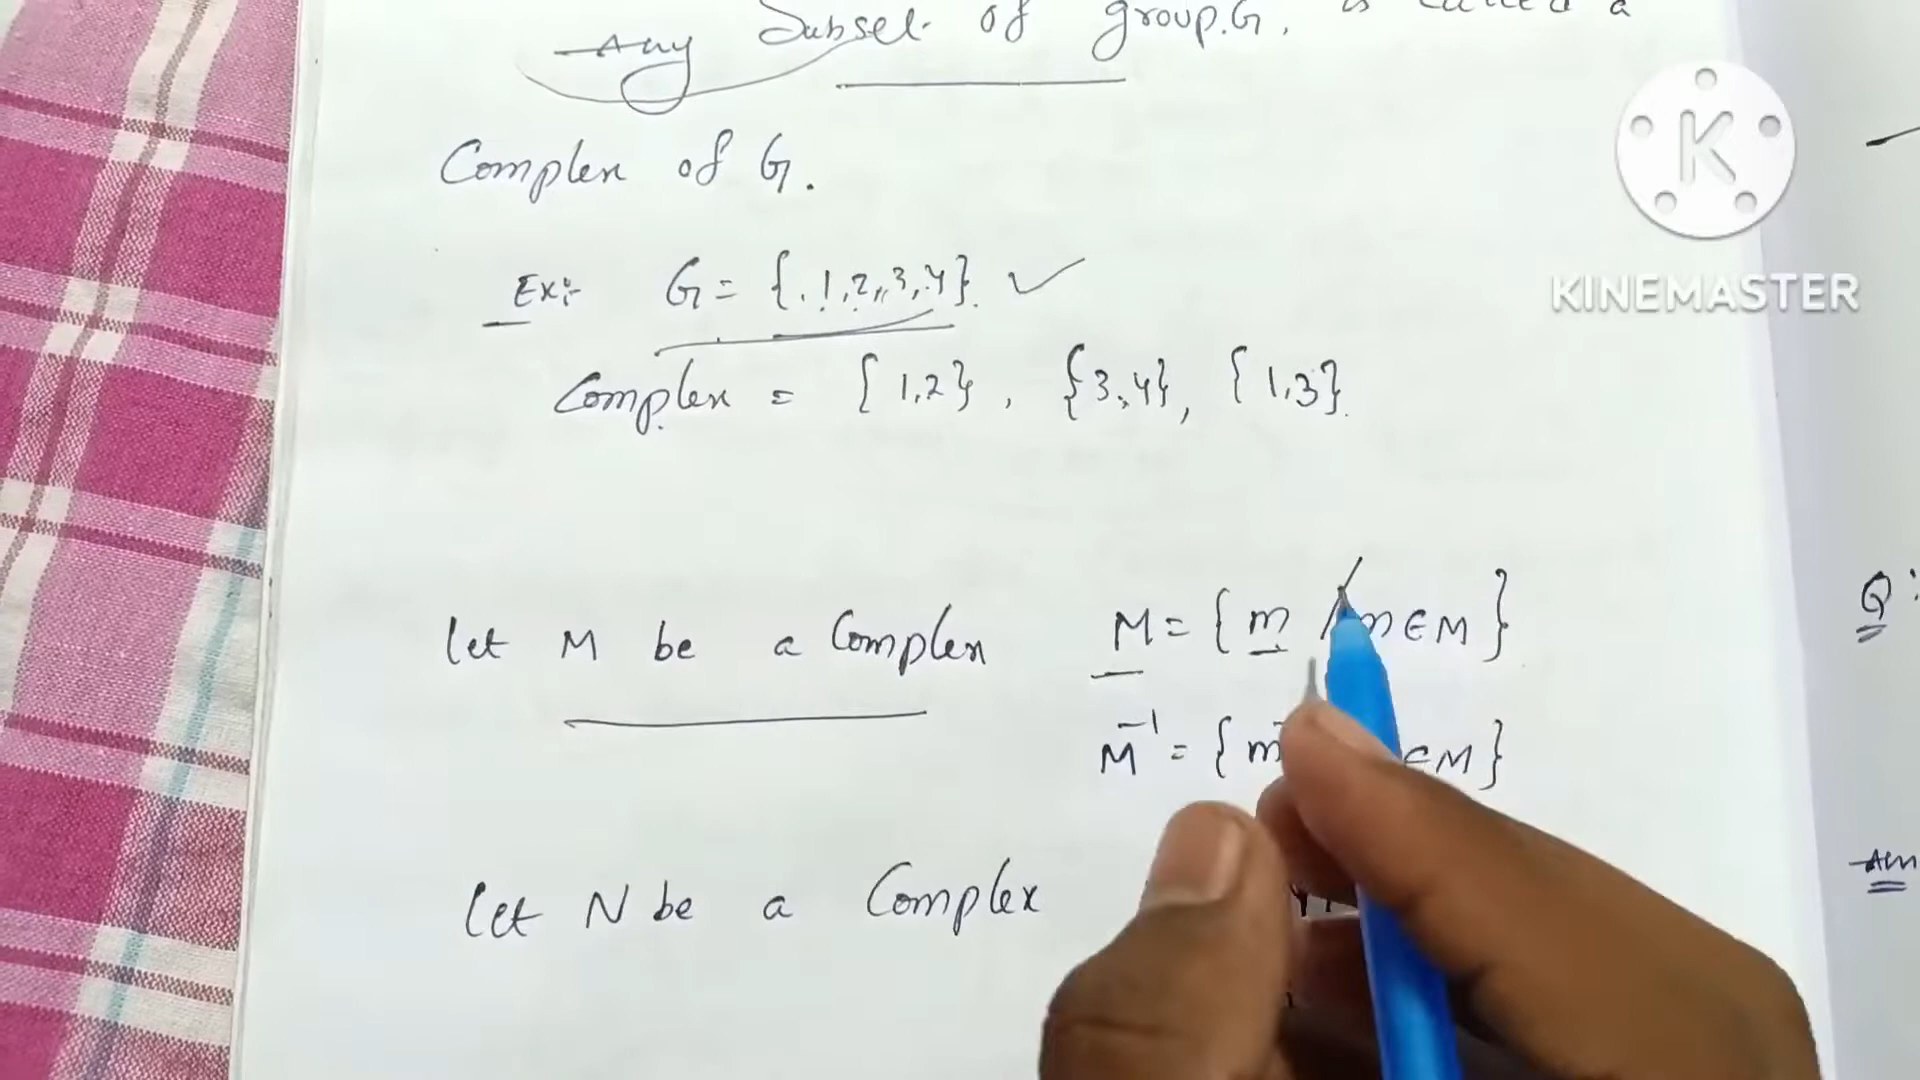 Any Subset of group.G, is called a
Complex of G.
Ex:- G = {.1,2,,3,4}.
Complex = {1,2}, {3,4}, {1,3}.
let M be a Complex M = {m / m∈M}
M⁻¹ = {m ∈M}
Let N be a Complex
Q:
Ans
K
KINEMASTER